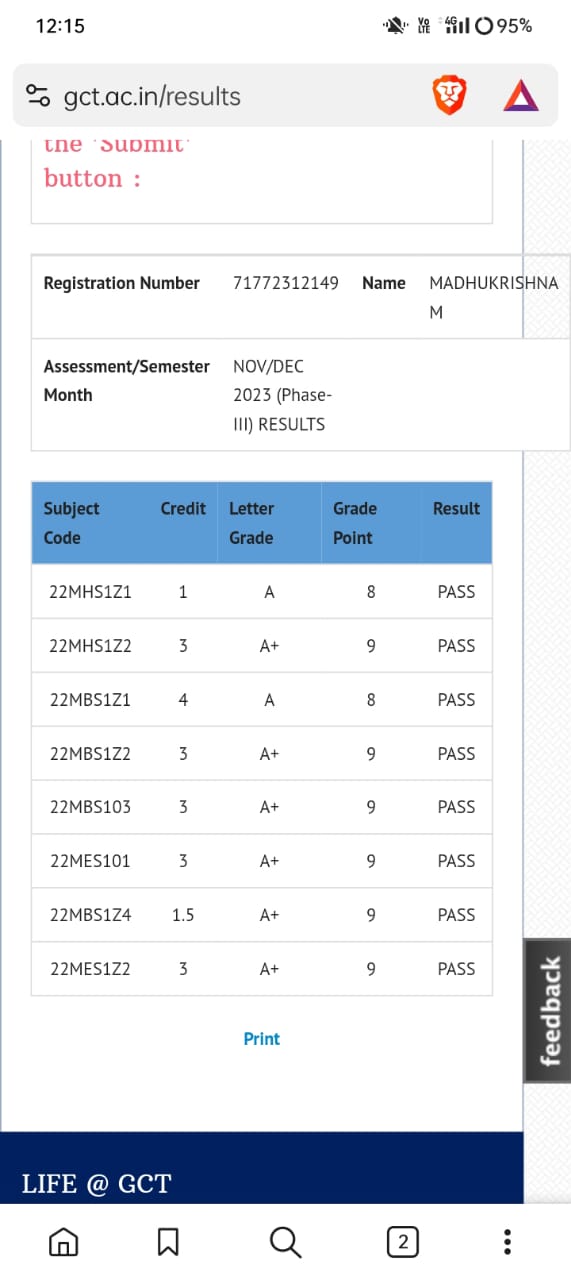 12:15 Vo LTE 4G 95%
gct.ac.in/results
the 'Submit'
button :
Registration Number 71772312149 Name MADHUKRISHNA
M
Assessment/Semester NOV/DEC
Month 2023 (Phase-
III) RESULTS
Subject Credit Letter Grade Result
Code Grade Point
22MHS1Z1 1 A 8 PASS
22MHS1Z2 3 A+ 9 PASS
22MBS1Z1 4 A 8 PASS
22MBS1Z2 3 A+ 9 PASS
22MBS103 3 A+ 9 PASS
22MES101 3 A+ 9 PASS
22MBS1Z4 1.5 A+ 9 PASS
22MES1Z2 3 A+ 9 PASS
feedback
Print
LIFE @ GCT
2